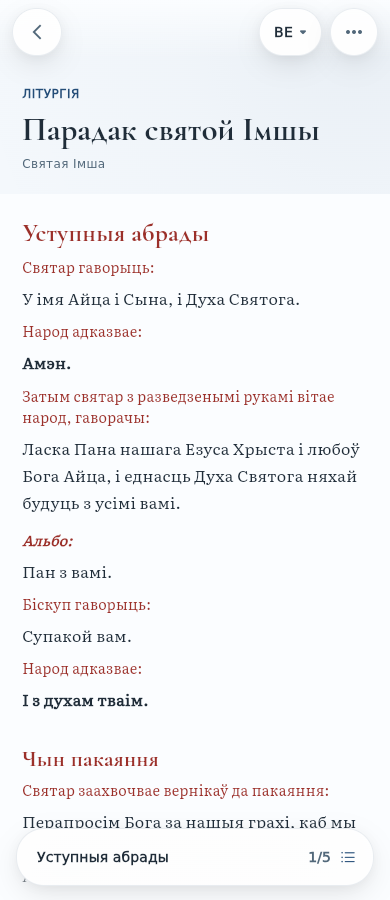 BE
ЛІТУРГІЯ
Парадак святой Імшы
Святая Імша
Уступныя абрады
Святар гаворыць:
У імя Айца і Сына, і Духа Святога.
Народ адказвае:
Амэн.
Затым святар з разведзенымі рукамі вітае
народ, гаворачы:
Ласка Пана нашага Езуса Хрыста і любоў
Бога Айца, і еднасць Духа Святога няхай
будуць з усімі вамі.
Альбо:
Пан з вамі.
Біскуп гаворыць:
Супакой вам.
Народ адказвае:
І з духам тваім.
Чын пакаяння
Святар заахвочвае вернікаў да пакаяння:
Перапросім Бога за нашыя грахі, каб мы
Уступныя абрады
1/5